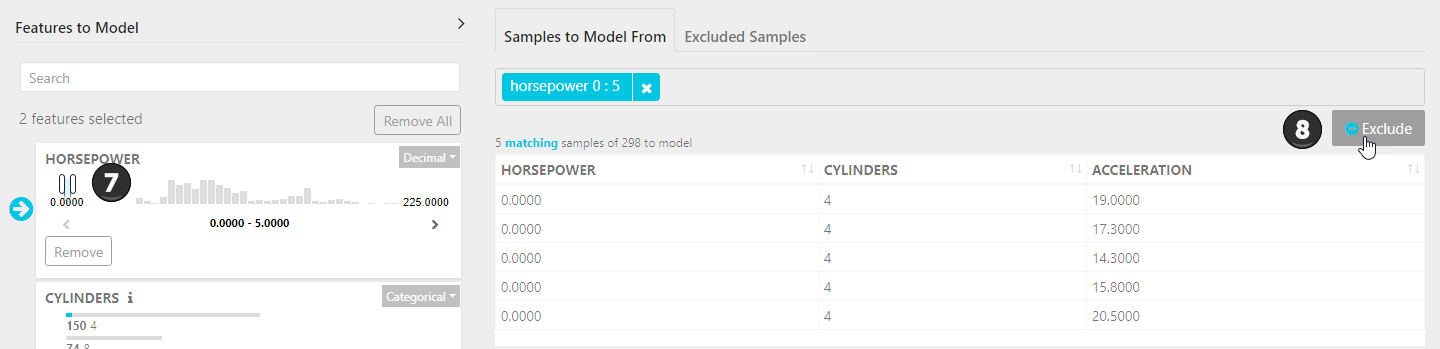 Features to Model
Search
2 features selected
Remove All
HORSEPOWER
Decimal
7
0.0000
225.0000
0.0000 - 5.0000
Remove
CYLINDERS i
Categorical
150 4
74 8
Samples to Model From
Excluded Samples
horsepower 0 : 5
8
Exclude
5 matching samples of 298 to model
HORSEPOWER CYLINDERS ACCELERATION
0.0000 4 19.0000
0.0000 4 17.3000
0.0000 4 14.3000
0.0000 4 15.8000
0.0000 4 20.5000